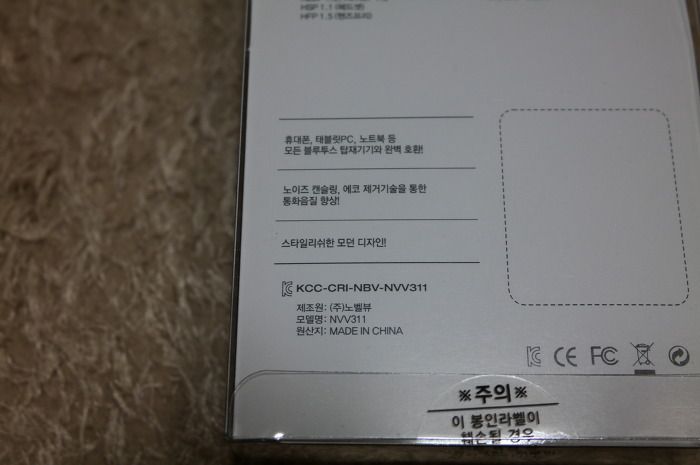 HSP 1.1 (헤드셋)
HFP 1.5 (핸즈프리)
휴대폰, 태블릿PC, 노트북 등
모든 블루투스 탑재기기와 완벽 호환!
노이즈 캔슬링, 에코 제거기술을 통한
통화음질 향상!
스타일리쉬한 모던 디자인!
KCC-CRI-NBV-NVV311
제조원: (주)노벨뷰
모델명: NVV311
원산지: MADE IN CHINA
CE FC
※주의※
이 봉인라벨이
훼손될 경우